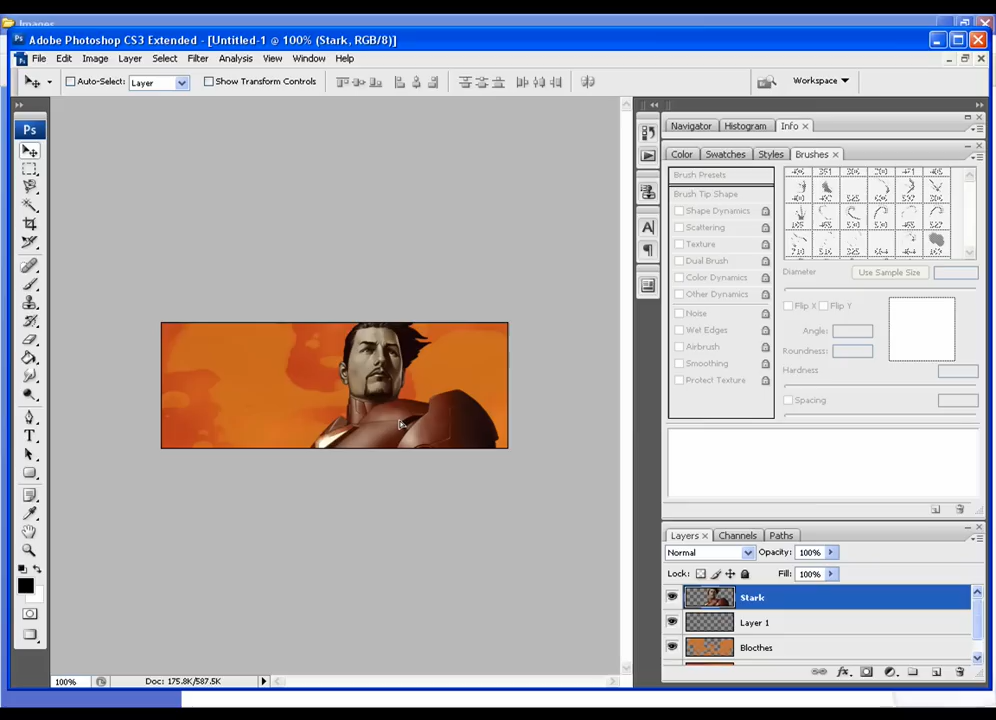 Images
Ps Adobe Photoshop CS3 Extended - [Untitled-1 @ 100% (Stark, RGB/8)]
File Edit Image Layer Select Filter Analysis View Window Help
Auto-Select: Layer Show Transform Controls Workspace
Ps
Navigator Histogram Info
Color Swatches Styles Brushes
Brush Presets
Brush Tip Shape
Shape Dynamics
Scattering
Texture
Dual Brush
Color Dynamics
Other Dynamics
Noise
Wet Edges
Airbrush
Smoothing
Protect Texture
Diameter Use Sample Size
Flip X Flip Y
Angle:
Roundness:
Hardness
Spacing
Layers Channels Paths
Normal Opacity: 100%
Lock: Fill: 100%
Stark
Layer 1
Blocthes
100% Doc: 175.8K/587.5K